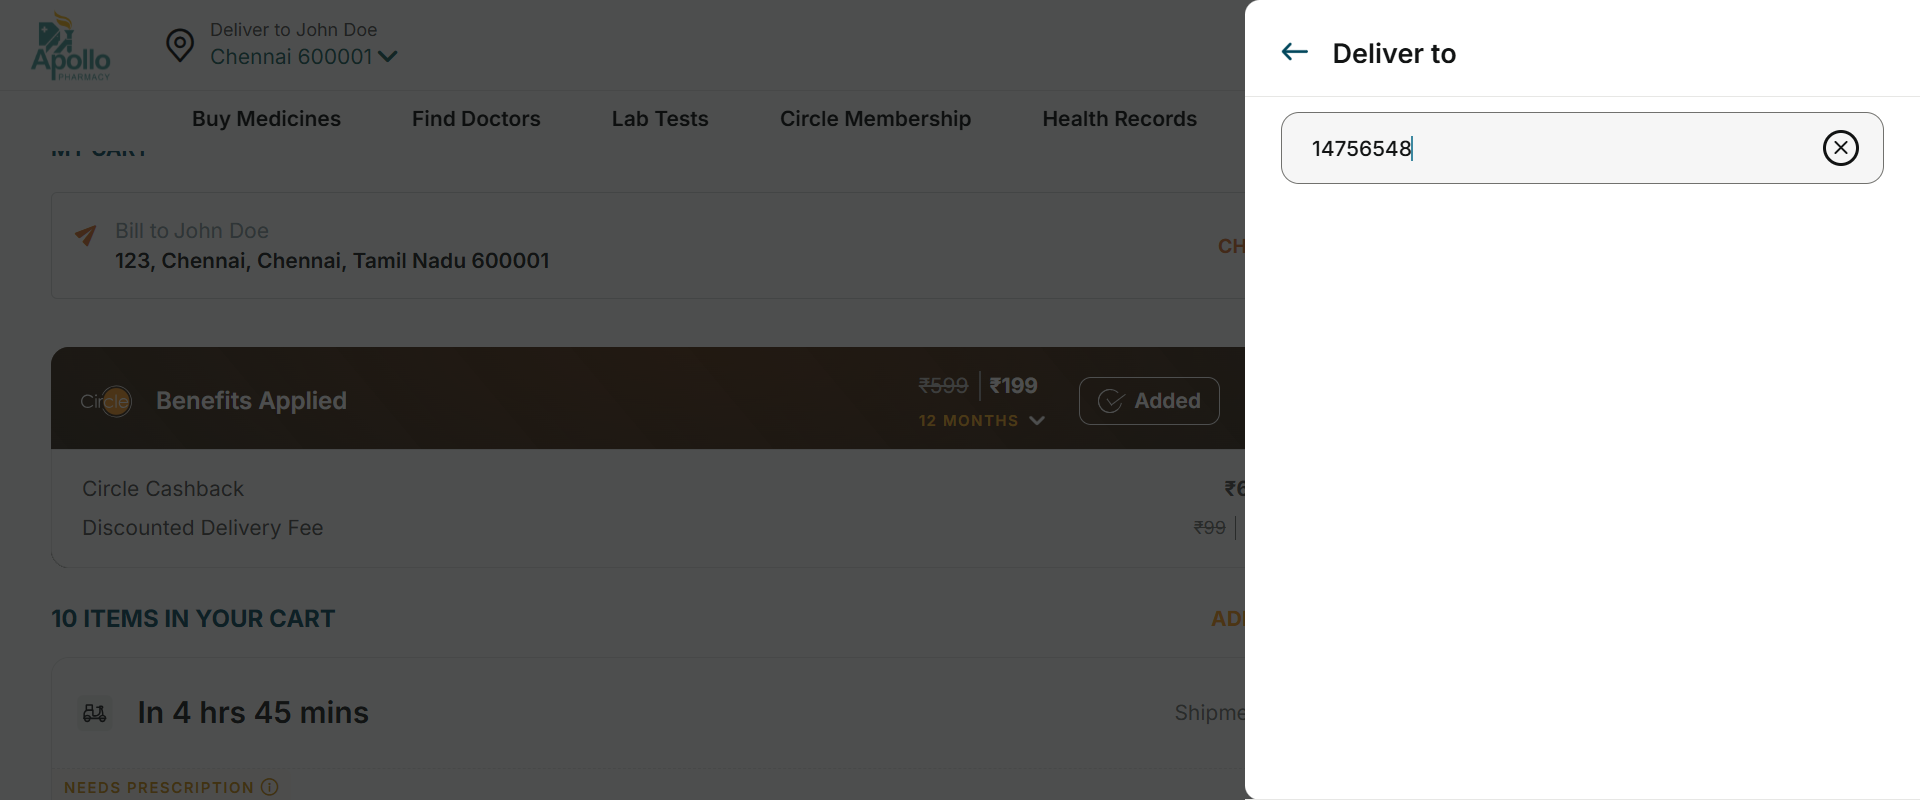 Apollo
PHARMACY
Deliver to John Doe
Chennai 600001
Buy Medicines
Find Doctors
Lab Tests
Circle Membership
Health Records
MY CART
Bill to John Doe
123, Chennai, Chennai, Tamil Nadu 600001
CH
Circle
Benefits Applied
₹599
₹199
12 MONTHS
Added
Circle Cashback
₹6
Discounted Delivery Fee
₹99
10 ITEMS IN YOUR CART
AD
In 4 hrs 45 mins
Shipme
NEEDS PRESCRIPTION
Deliver to
14756548